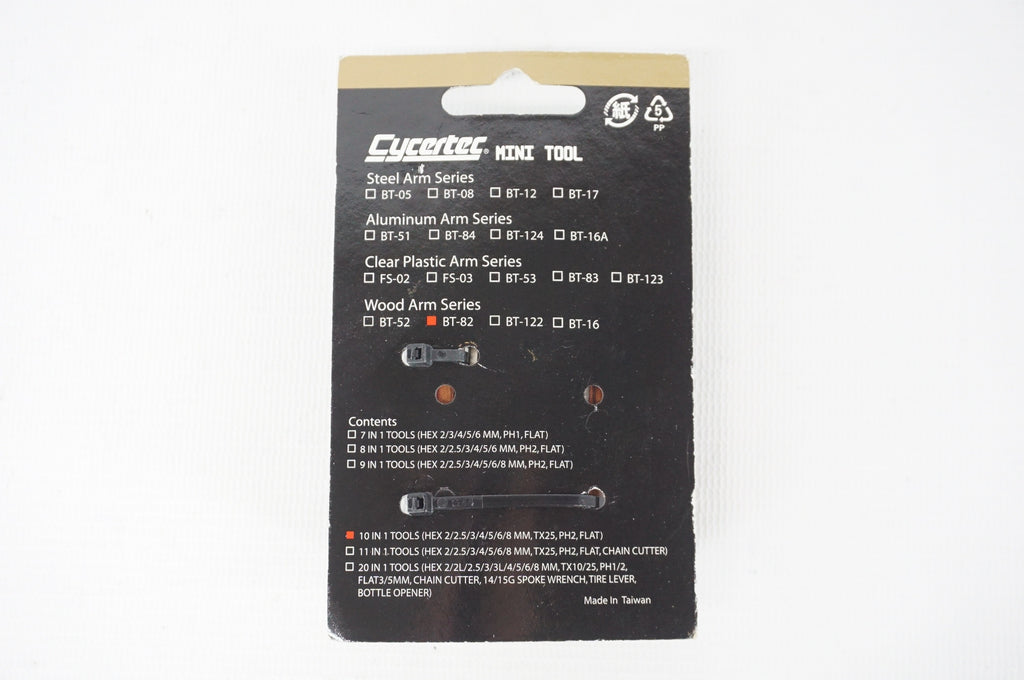 紙
5
PP
Cycertec® MINI TOOL
Steel Arm Series
BT-05 BT-08 BT-12 BT-17
Aluminum Arm Series
BT-51 BT-84 BT-124 BT-16A
Clear Plastic Arm Series
FS-02 FS-03 BT-53 BT-83 BT-123
Wood Arm Series
BT-52 BT-82 BT-122 BT-16
Contents
7 IN 1 TOOLS (HEX 2/3/4/5/6 MM, PH1, FLAT)
8 IN 1 TOOLS (HEX 2/2.5/3/4/5/6 MM, PH2, FLAT)
9 IN 1 TOOLS (HEX 2/2.5/3/4/5/6/8 MM, PH2, FLAT)
10 IN 1 TOOLS (HEX 2/2.5/3/4/5/6/8 MM, TX25, PH2, FLAT)
11 IN 1 TOOLS (HEX 2/2.5/3/4/5/6/8 MM, TX25, PH2, FLAT, CHAIN CUTTER)
20 IN 1 TOOLS (HEX 2/2L/2.5/3/3L/4/5/6/8 MM, TX10/25, PH1/2,
FLAT3/5MM, CHAIN CUTTER, 14/15G SPOKE WRENCH, TIRE LEVER,
BOTTLE OPENER)
Made In Taiwan